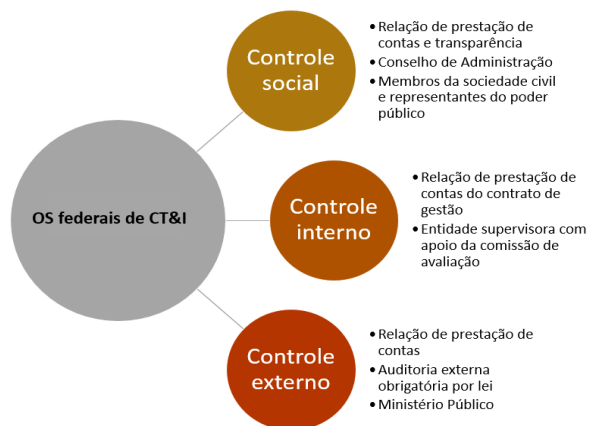 OS federais de CT&I
Controle
social
• Relação de prestação de
contas e transparência
• Conselho de Administração
• Membros da sociedade civil
e representantes do poder
público
Controle
interno
• Relação de prestação de
contas do contrato de
gestão
• Entidade supervisora com
apoio da comissão de
avaliação
Controle
externo
• Relação de prestação de
contas
• Auditoria externa
obrigatória por lei
• Ministério Público